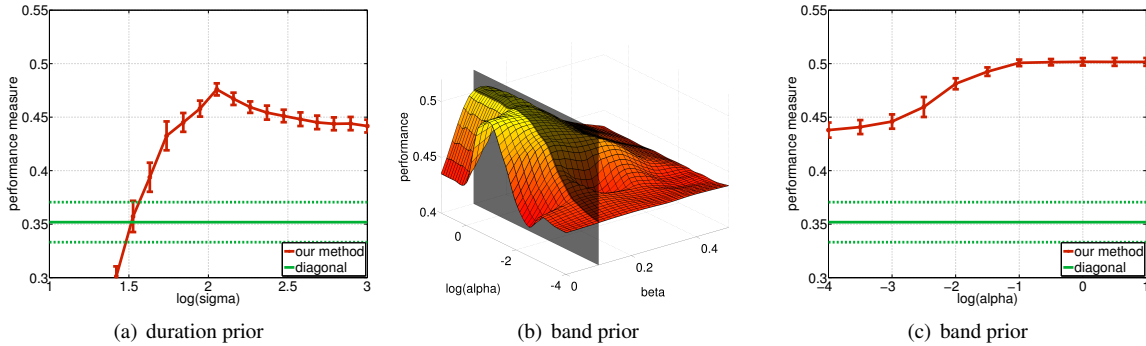 0.55
0.5
0.45
0.4
0.35
0.3
performance measure
1 1.5 2 2.5 3
log(sigma)
our method
diagonal
(a) duration prior
0.5
0.45
0.4
performance
0
-2
-4
log(alpha)
0
0.2
0.4
beta
(b) band prior
0.55
0.5
0.45
0.4
0.35
0.3
performance measure
−4 −3 −2 −1 0 1
log(alpha)
our method
diagonal
(c) band prior